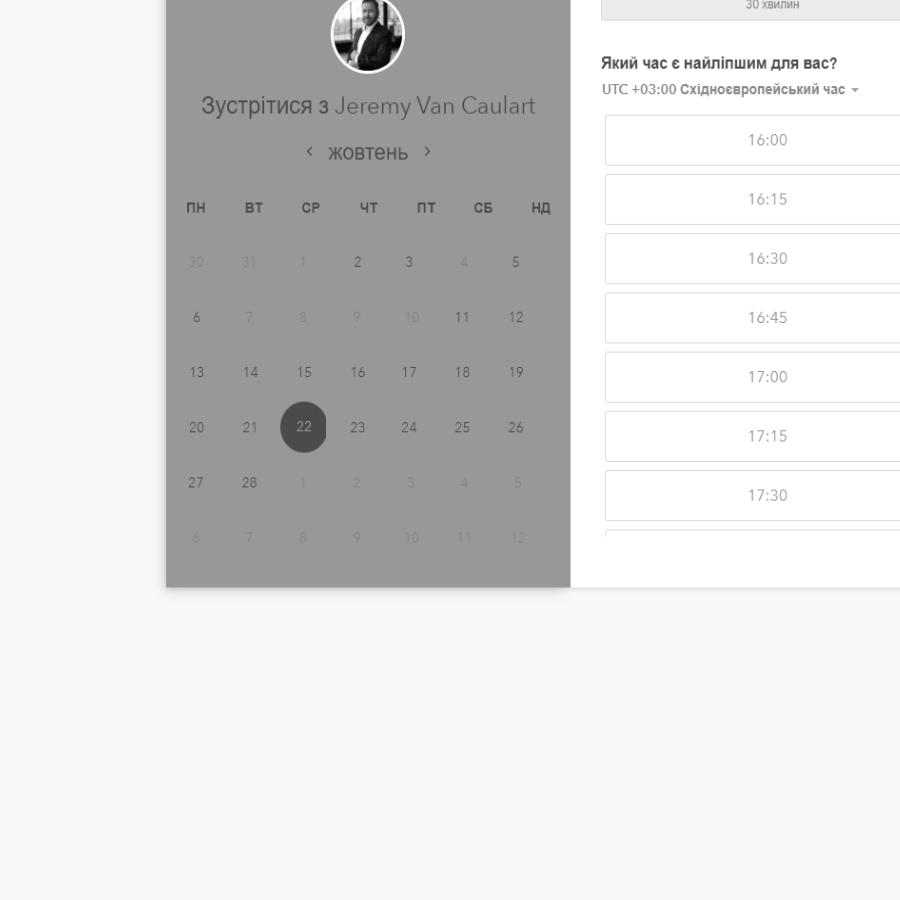 Зустрітися з Jeremy Van Caulart
‹ жовтень ›
ПН ВТ СР ЧТ ПТ СБ НД
30 31 1 2 3 4 5
6 7 8 9 10 11 12
13 14 15 16 17 18 19
20 21 22 23 24 25 26
27 28 1 2 3 4 5
6 7 8 9 10 11 12
30 хвилин
Який час є найліпшим для вас?
UTC +03:00 Східноєвропейський час
16:00
16:15
16:30
16:45
17:00
17:15
17:30